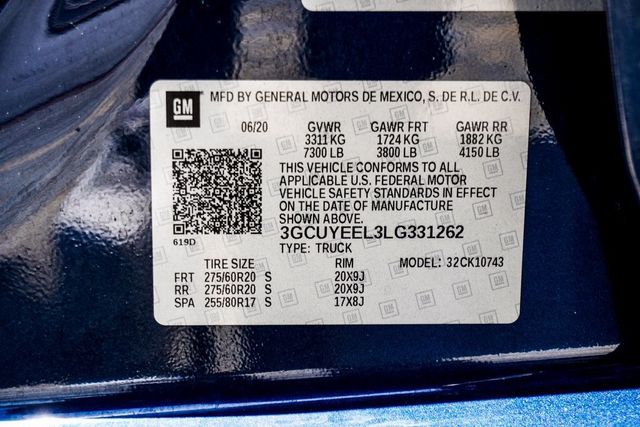 GM MFD BY GENERAL MOTORS DE MEXICO, S. DE R.L. DE C.V.
06/20 GVWR GAWR FRT GAWR RR
3311 KG 1724 KG 1882 KG
7300 LB 3800 LB 4150 LB
THIS VEHICLE CONFORMS TO ALL
APPLICABLE U.S. FEDERAL MOTOR
VEHICLE SAFETY STANDARDS IN EFFECT
ON THE DATE OF MANUFACTURE
SHOWN ABOVE.
3GCUYEEL3LG331262
619D TYPE: TRUCK
TIRE SIZE RIM MODEL: 32CK10743
FRT 275/60R20 S 20X9J
RR 275/60R20 S 20X9J
SPA 255/80R17 S 17X8J